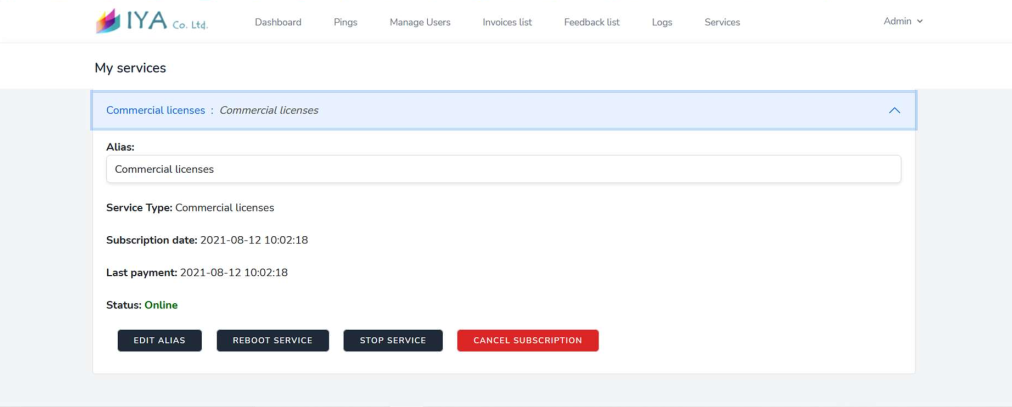 IYA Co. Ltd.
Dashboard Pings Manage Users Invoices list Feedback list Logs Services Admin
My services
Commercial licenses : Commercial licenses
Alias:
Commercial licenses
Service Type: Commercial licenses
Subscription date: 2021-08-12 10:02:18
Last payment: 2021-08-12 10:02:18
Status: Online
EDIT ALIAS REBOOT SERVICE STOP SERVICE CANCEL SUBSCRIPTION